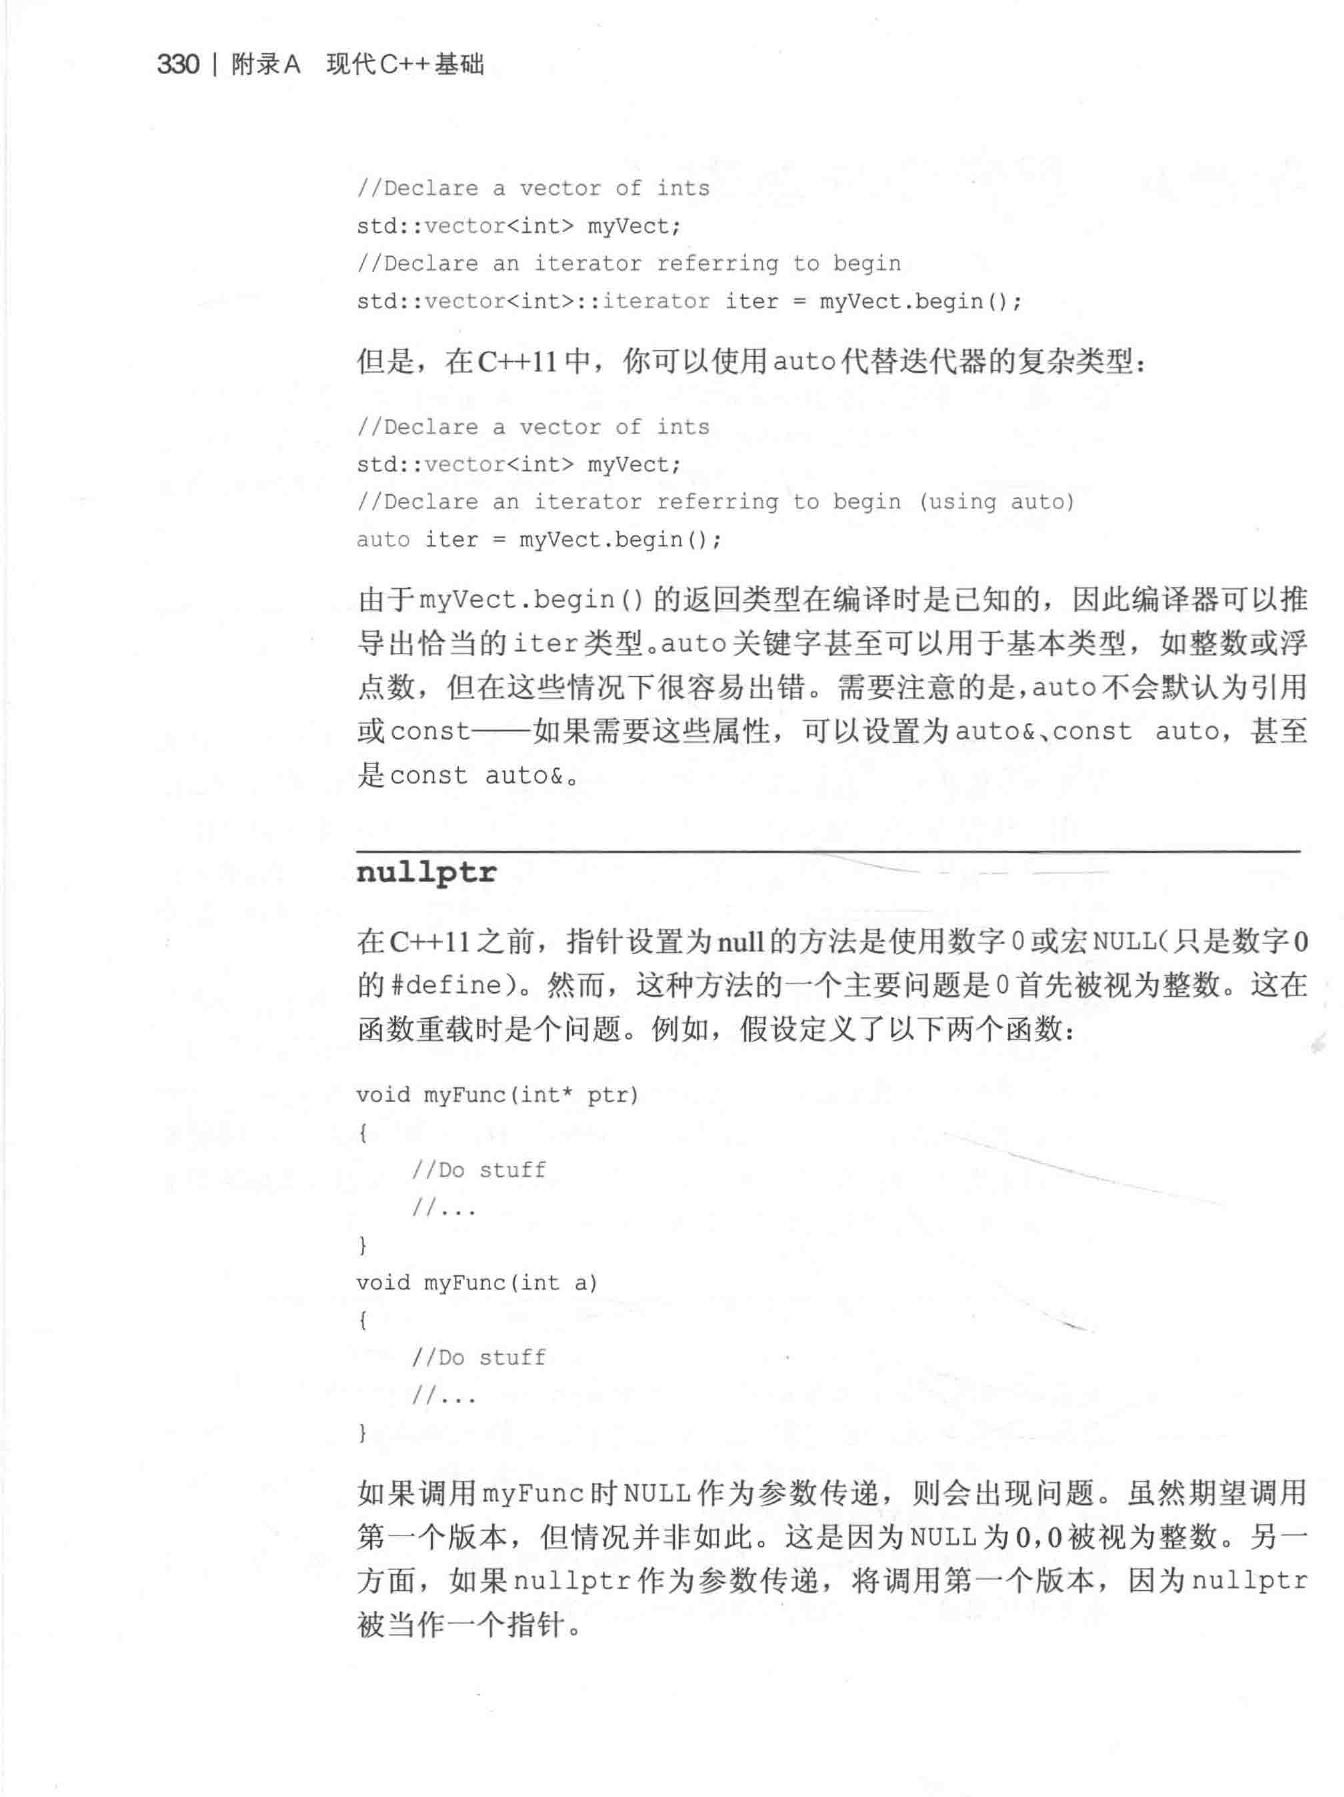 330 | 附录A 现代C++基础
//Declare a vector of ints
std::vector<int> myVect;
//Declare an iterator referring to begin
std::vector<int>::iterator iter = myVect.begin();
但是，在C++11中，你可以使用auto代替迭代器的复杂类型：
//Declare a vector of ints
std::vector<int> myVect;
//Declare an iterator referring to begin (using auto)
auto iter = myVect.begin();
由于myVect.begin()的返回类型在编译时是已知的，因此编译器可以推
导出恰当的iter类型。auto关键字甚至可以用于基本类型，如整数或浮
点数，但在这些情况下很容易出错。需要注意的是，auto不会默认为引用
或const——如果需要这些属性，可以设置为auto&、const auto，甚至
是const auto&。
nullptr
在C++11之前，指针设置为null的方法是使用数字0或宏NULL(只是数字0
的#define)。然而，这种方法的一个主要问题是0首先被视为整数。这在
函数重载时是个问题。例如，假设定义了以下两个函数：
void myFunc(int* ptr)
{
    //Do stuff
    //...
}
void myFunc(int a)
{
    //Do stuff
    //...
}
如果调用myFunc时NULL作为参数传递，则会出现问题。虽然期望调用
第一个版本，但情况并非如此。这是因为NULL为0，0被视为整数。另一
方面，如果nullptr作为参数传递，将调用第一个版本，因为nullptr
被当作一个指针。